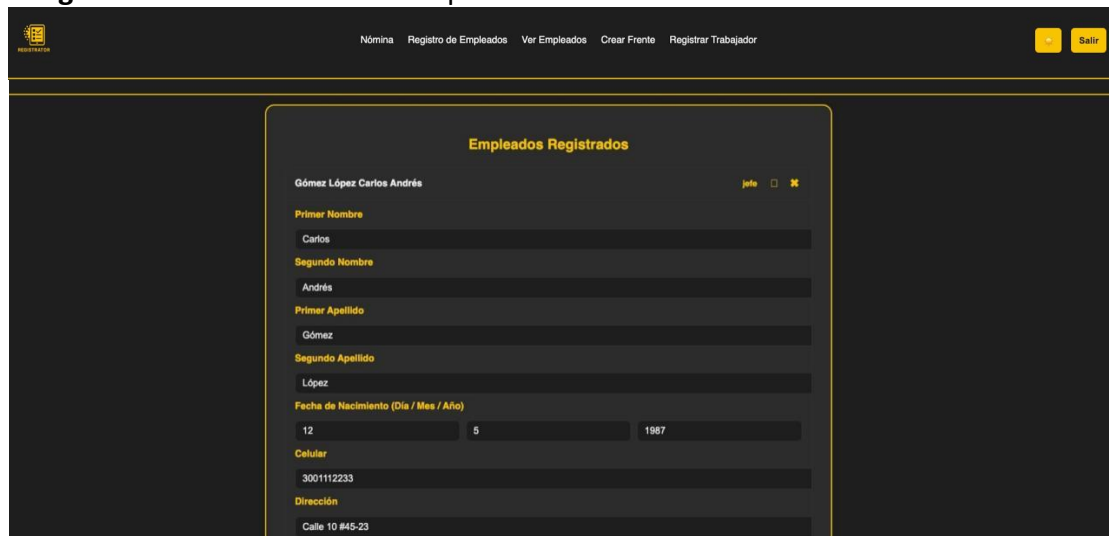 REGISTRATOR
Nómina Registro de Empleados Ver Empleados Crear Frente Registrar Trabajador
Salir
Empleados Registrados
Gómez López Carlos Andrés jefe
Primer Nombre
Carlos
Segundo Nombre
Andrés
Primer Apellido
Gómez
Segundo Apellido
López
Fecha de Nacimiento (Día / Mes / Año)
12 5 1987
Celular
3001112233
Dirección
Calle 10 #45-23